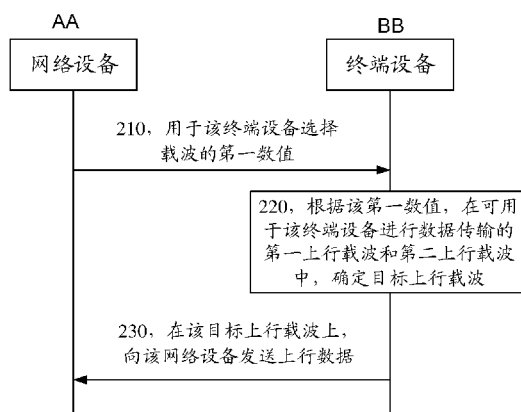 AA
BB
网络设备
终端设备
210，用于该终端设备选择
载波的第一数值
220，根据该第一数值，在可用
于该终端设备进行数据传输的
第一上行载波和第二上行载波
中，确定目标上行载波
230，在该目标上行载波上，
向该网络设备发送上行数据